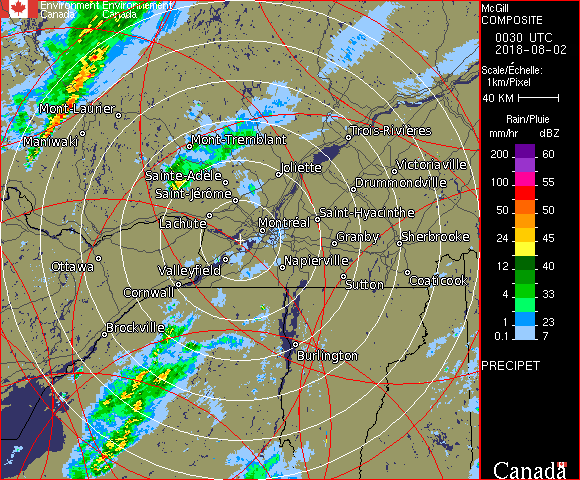 Environment Environnement
Canada Canada
Mont-Laurier
Maniwaki
Mont-Tremblant
Trois-Rivières
Sainte-Adèle
Joliette
Victoriaville
Saint-Jérôme
Drummondville
Lachute
Montréal
Saint-Hyacinthe
Granby
Sherbrooke
Ottawa
Valleyfield
Napierville
Cornwall
Sutton
Coaticook
Brockville
Burlington
McGill
COMPOSITE
0030 UTC
2018-08-02
Scale/Échelle:
1km/Pixel
40 KM
Rain/Pluie
mm/hr dBZ
200 60
100 55
50 50
24 45
12 40
4 33
1 23
0.1 7
PRECIPET
Canada